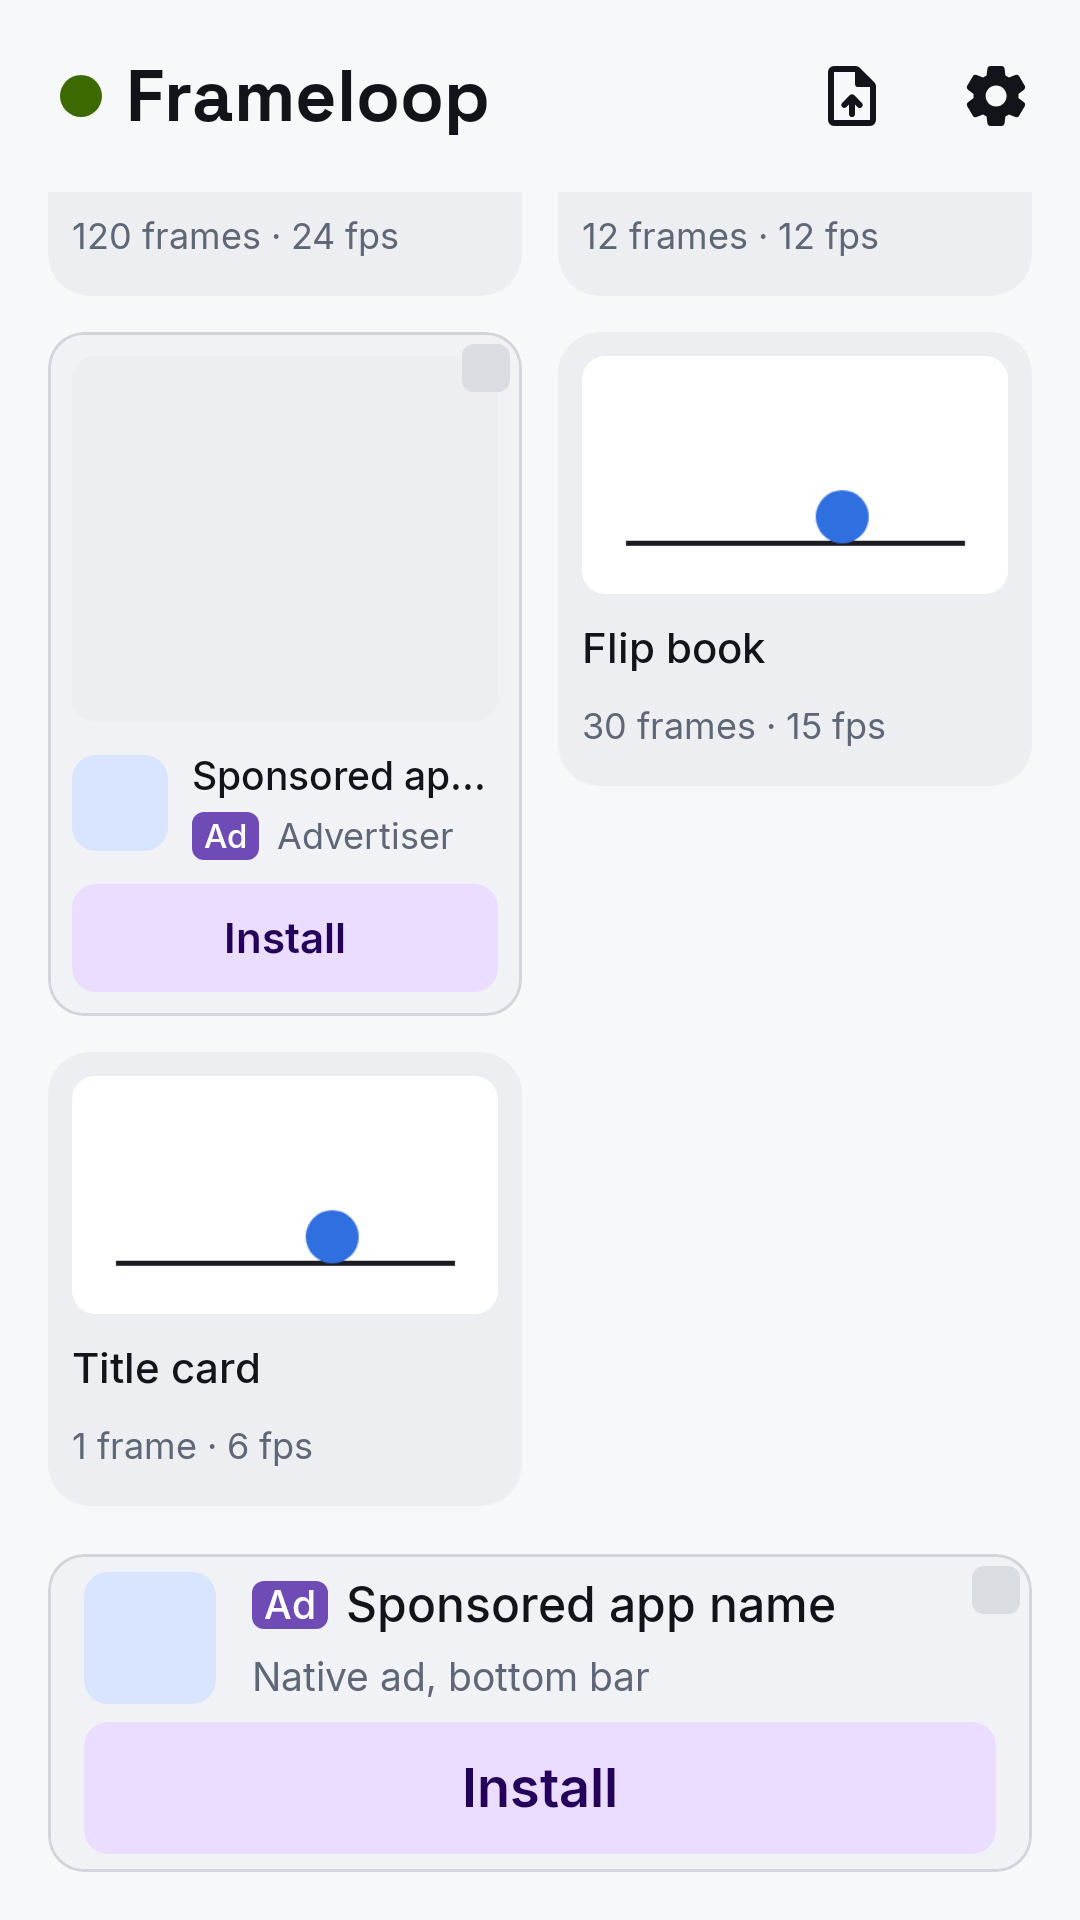 Frameloop
120 frames · 24 fps
12 frames · 12 fps
Sponsored ap...
Ad Advertiser
Install
Flip book
30 frames · 15 fps
Title card
1 frame · 6 fps
Ad Sponsored app name
Native ad, bottom bar
Install